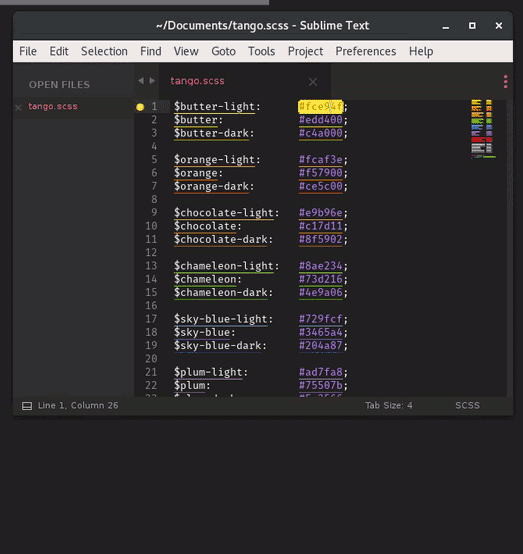 ~/Documents/tango.scss - Sublime Text
File Edit Selection Find View Goto Tools Project Preferences Help
OPEN FILES
tango.scss
tango.scss
1 $butter-light: #fce94f;
2 $butter: #edd400;
3 $butter-dark: #c4a000;
4
5 $orange-light: #fcaf3e;
6 $orange: #f57900;
7 $orange-dark: #ce5c00;
8
9 $chocolate-light: #e9b96e;
10 $chocolate: #c17d11;
11 $chocolate-dark: #8f5902;
12
13 $chameleon-light: #8ae234;
14 $chameleon: #73d216;
15 $chameleon-dark: #4e9a06;
16
17 $sky-blue-light: #729fcf;
18 $sky-blue: #3465a4;
19 $sky-blue-dark: #204a87;
20
21 $plum-light: #ad7fa8;
22 $plum: #75507b;
Line 1, Column 26 Tab Size: 4 SCSS